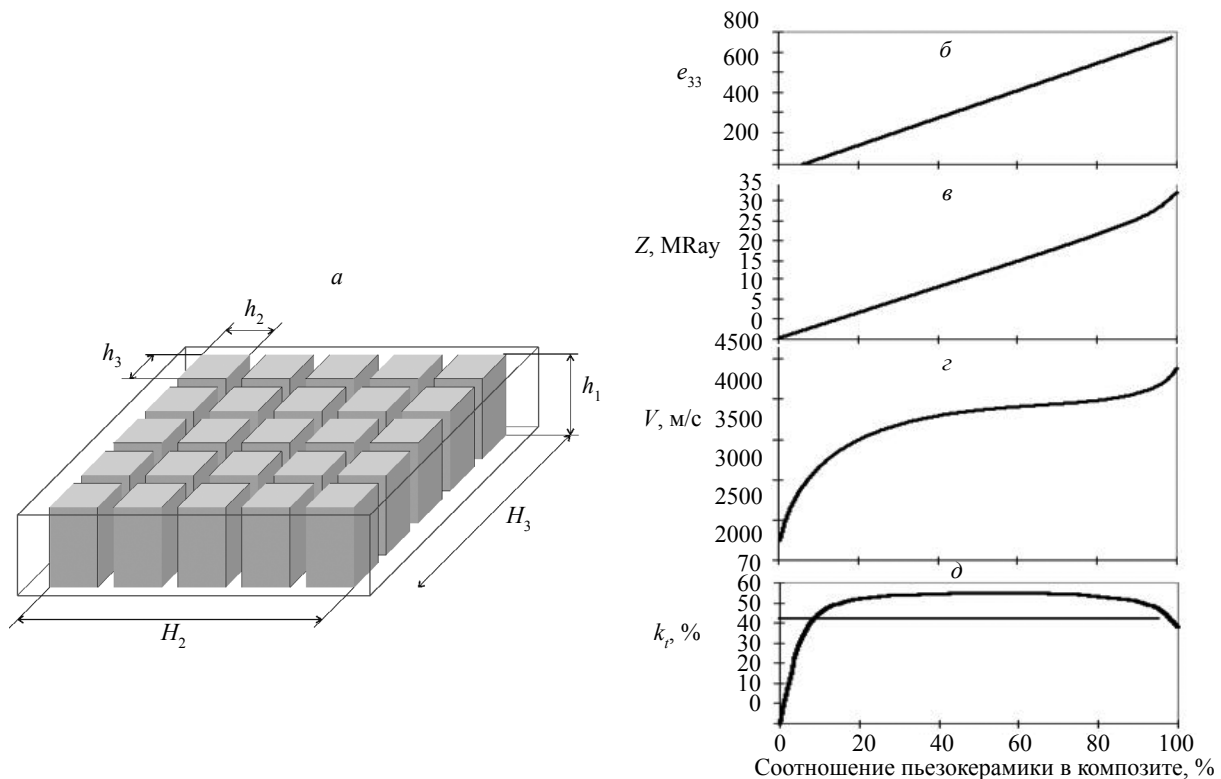 а
h₂
h₃
h₁
H₃
H₂
б
e₃₃
800
600
400
200
в
Z, MRay
35
30
25
20
15
10
5
0
г
V, м/с
4500
4000
3500
3000
2500
2000
д
kₜ, %
70
60
50
40
30
20
10
0
0 20 40 60 80 100
Соотношение пьезокерамики в композите, %